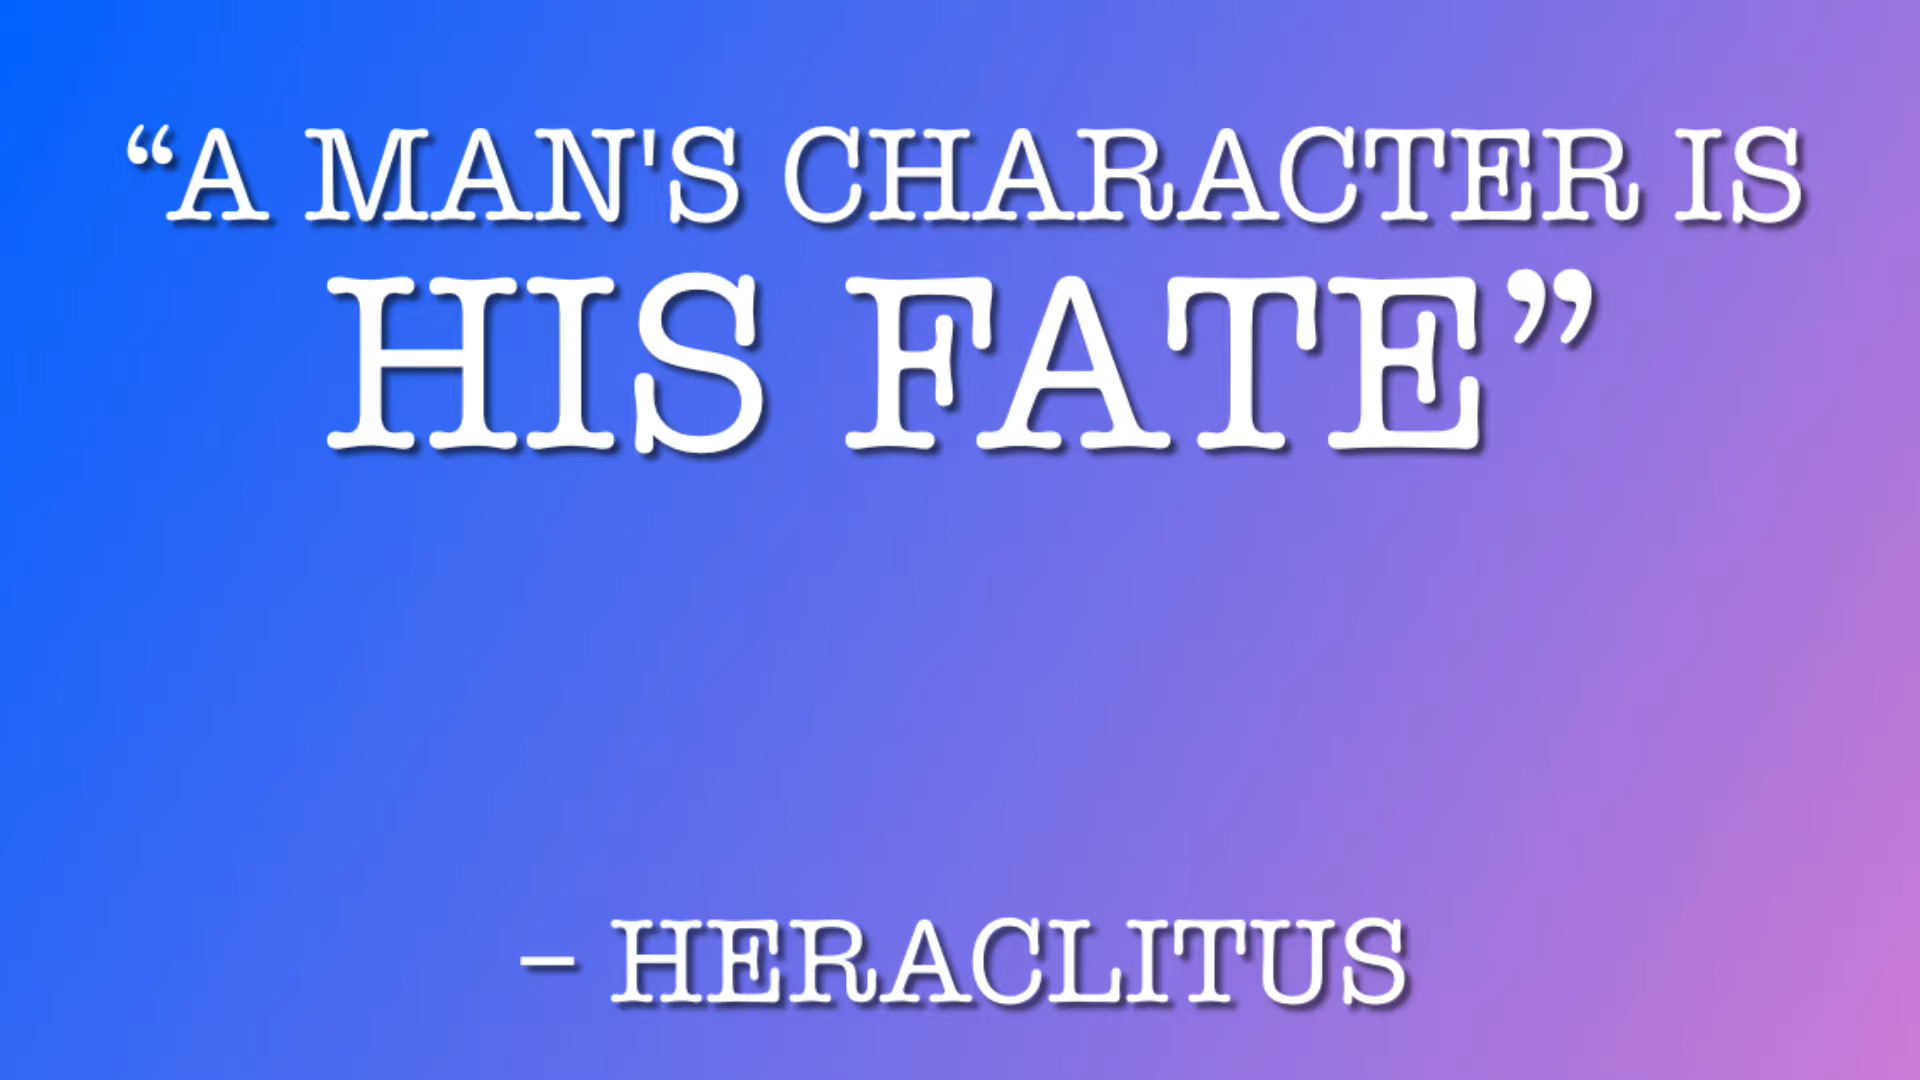 “A MAN'S CHARACTER IS
HIS FATE”
– HERACLITUS